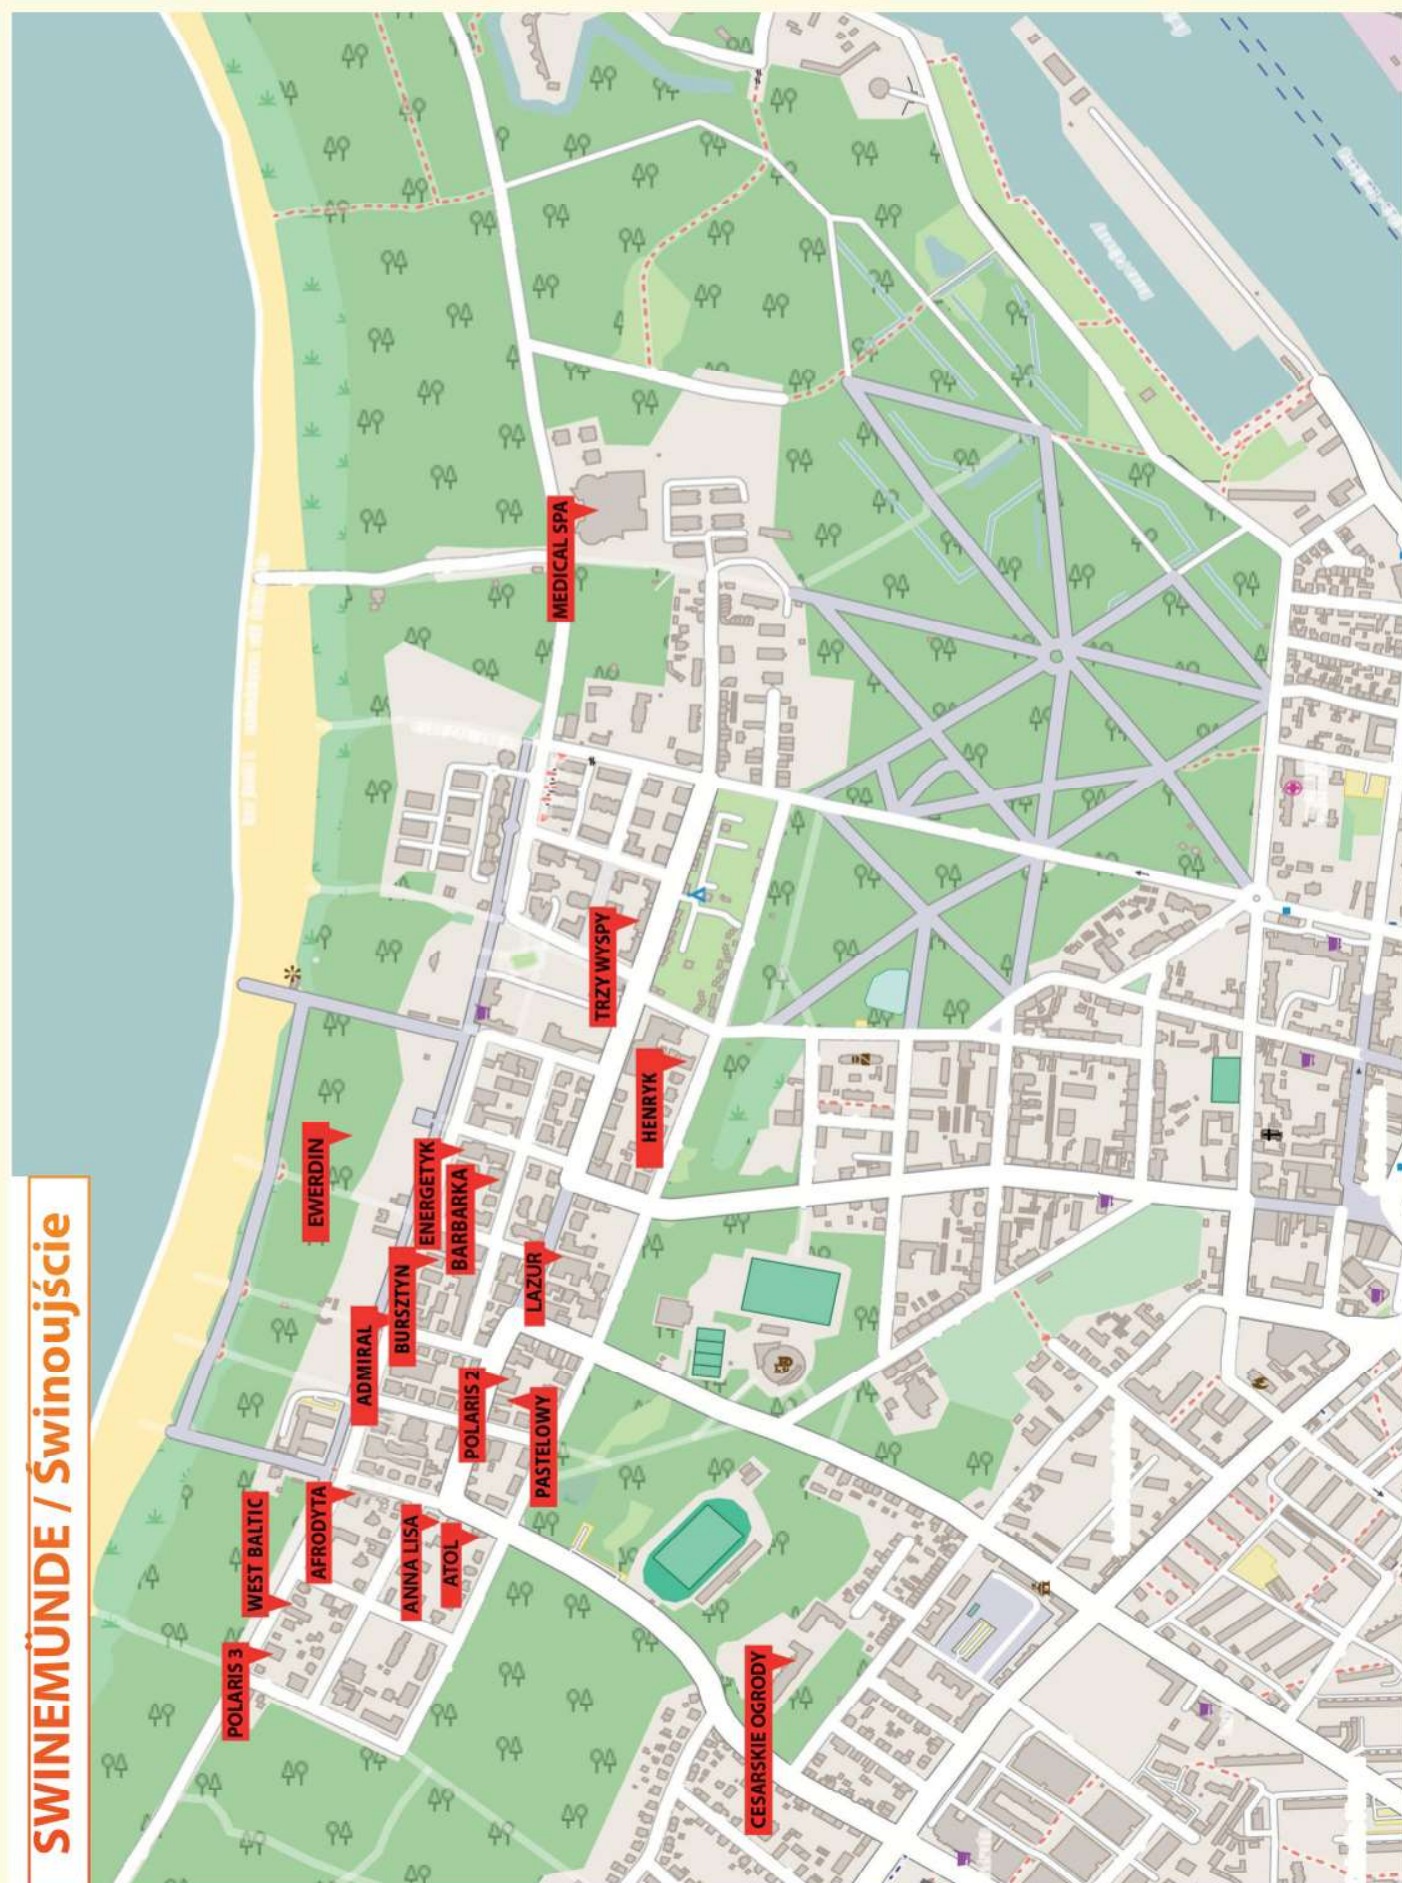 SWINEMÜNDE / Świnoujście
POLARIS 3
WEST BALTIC
AFRODYTA
ANNA LISA
ATOL
ADMIRAL
BURSZTYN
POLARIS 2
PASTELOWY
EWERDIN
ENERGETYK
BARBARKA
LAZUR
HENRYK
TRZY WYSPY
MEDICAL SPA
CESARSKIE OGRODY